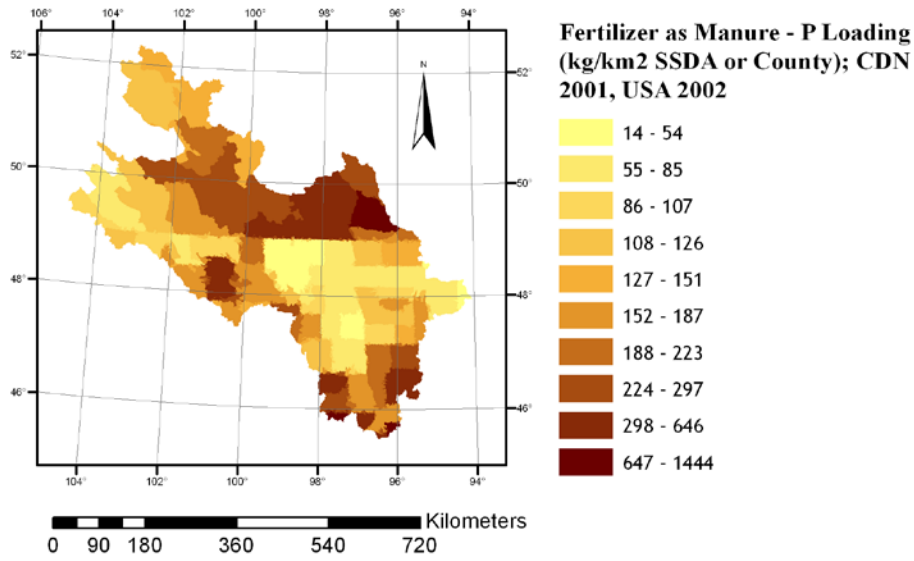 106° 104° 102° 100° 98° 96° 94°
52°
50°
48°
46°
N
52°
50°
48°
46°
104° 102° 100° 98° 96° 94°
Kilometers
0 90 180 360 540 720
Fertilizer as Manure - P Loading
(kg/km2 SSDA or County); CDN
2001, USA 2002
14 - 54
55 - 85
86 - 107
108 - 126
127 - 151
152 - 187
188 - 223
224 - 297
298 - 646
647 - 1444